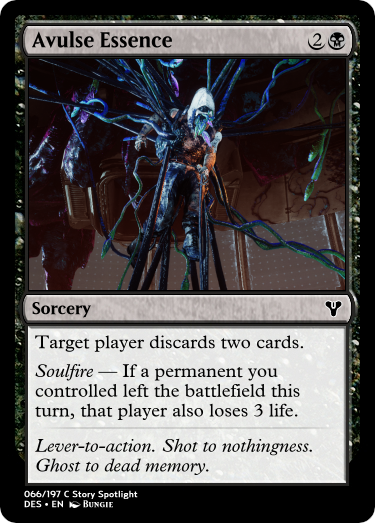 Avulse Essence 2
Sorcery
Target player discards two cards.
Soulfire — If a permanent you
controlled left the battlefield this
turn, that player also loses 3 life.
Lever-to-action. Shot to nothingness.
Ghost to dead memory.
066/197 C Story Spotlight
DES • EN Bungie